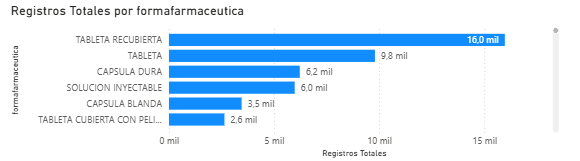 Registros Totales por formafarmaceutica
formafarmaceutica
TABLETA RECUBIERTA 16,0 mil
TABLETA 9,8 mil
CAPSULA DURA 6,2 mil
SOLUCION INYECTABLE 6,0 mil
CAPSULA BLANDA 3,5 mil
TABLETA CUBIERTA CON PELI... 2,6 mil
0 mil 5 mil 10 mil 15 mil
Registros Totales